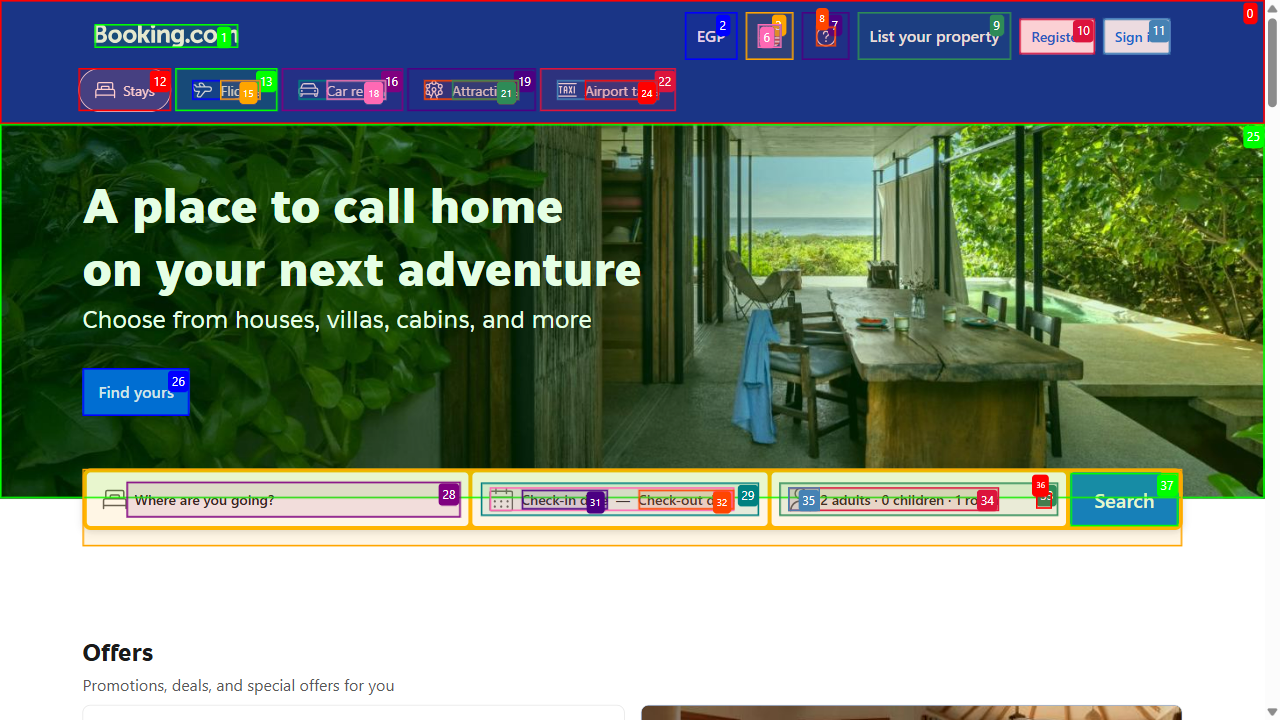 Booking.com
EGP
List your property
Register
Sign in
Stays
Flights
Car rentals
Attractions
Airport taxis
A place to call home
on your next adventure
Choose from houses, villas, cabins, and more
Find yours
Where are you going?
Check-in date — Check-out date
2 adults · 0 children · 1 room
Search
Offers
Promotions, deals, and special offers for you
0
1
2
6
8
7
9
10
11
12
13
15
16
18
19
21
22
24
25
26
28
29
31
32
34
35
36
37